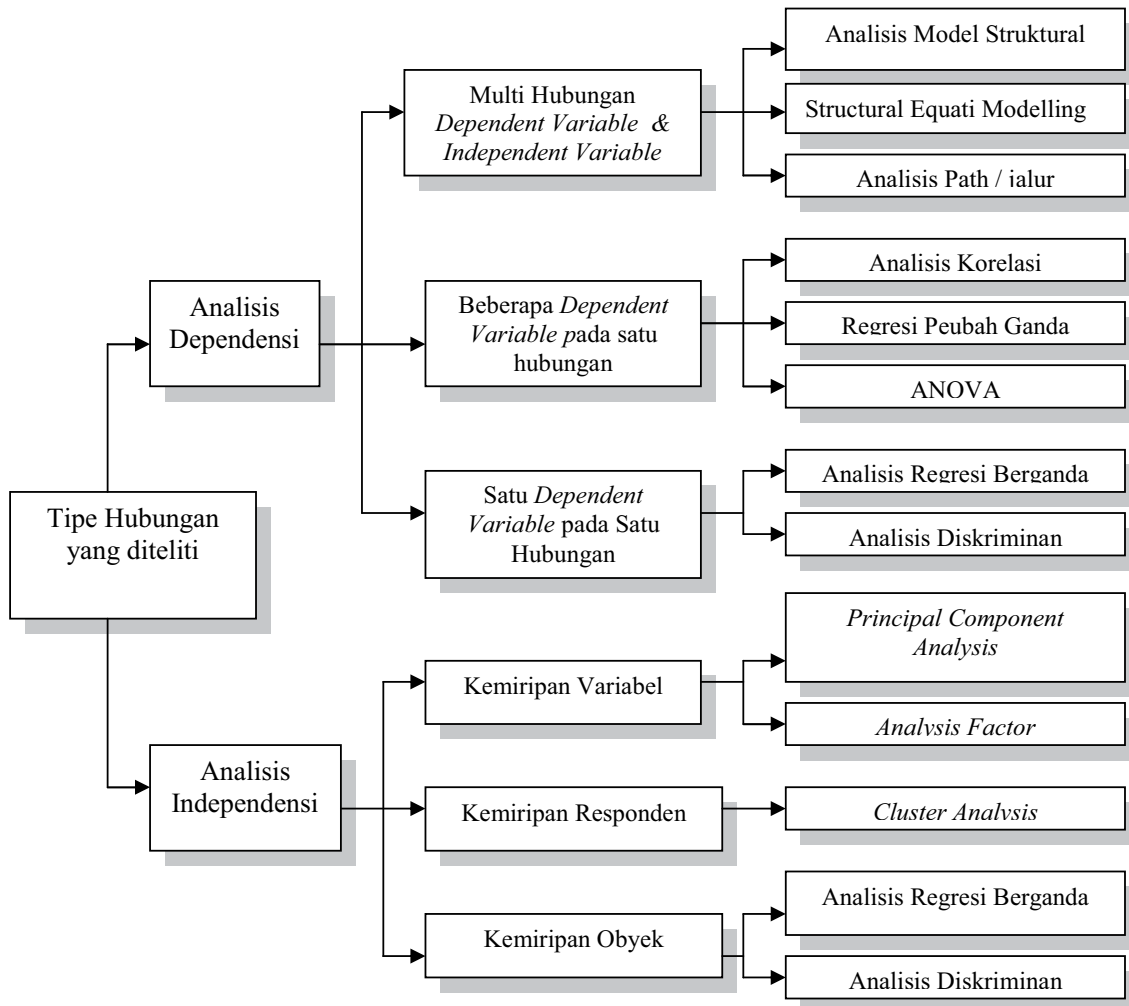 Tipe Hubungan
yang diteliti
Analisis
Dependensi
Multi Hubungan
Dependent Variable &
Independent Variable
Analisis Model Struktural
Structural Equati Modelling
Analisis Path / jalur
Beberapa Dependent
Variable pada satu
hubungan
Analisis Korelasi
Regresi Peubah Ganda
ANOVA
Satu Dependent
Variable pada Satu
Hubungan
Analisis Regresi Berganda
Analisis Diskriminan
Analisis
Independensi
Kemiripan Variabel
Principal Component
Analysis
Analysis Factor
Kemiripan Responden
Cluster Analysis
Kemiripan Obyek
Analisis Regresi Berganda
Analisis Diskriminan